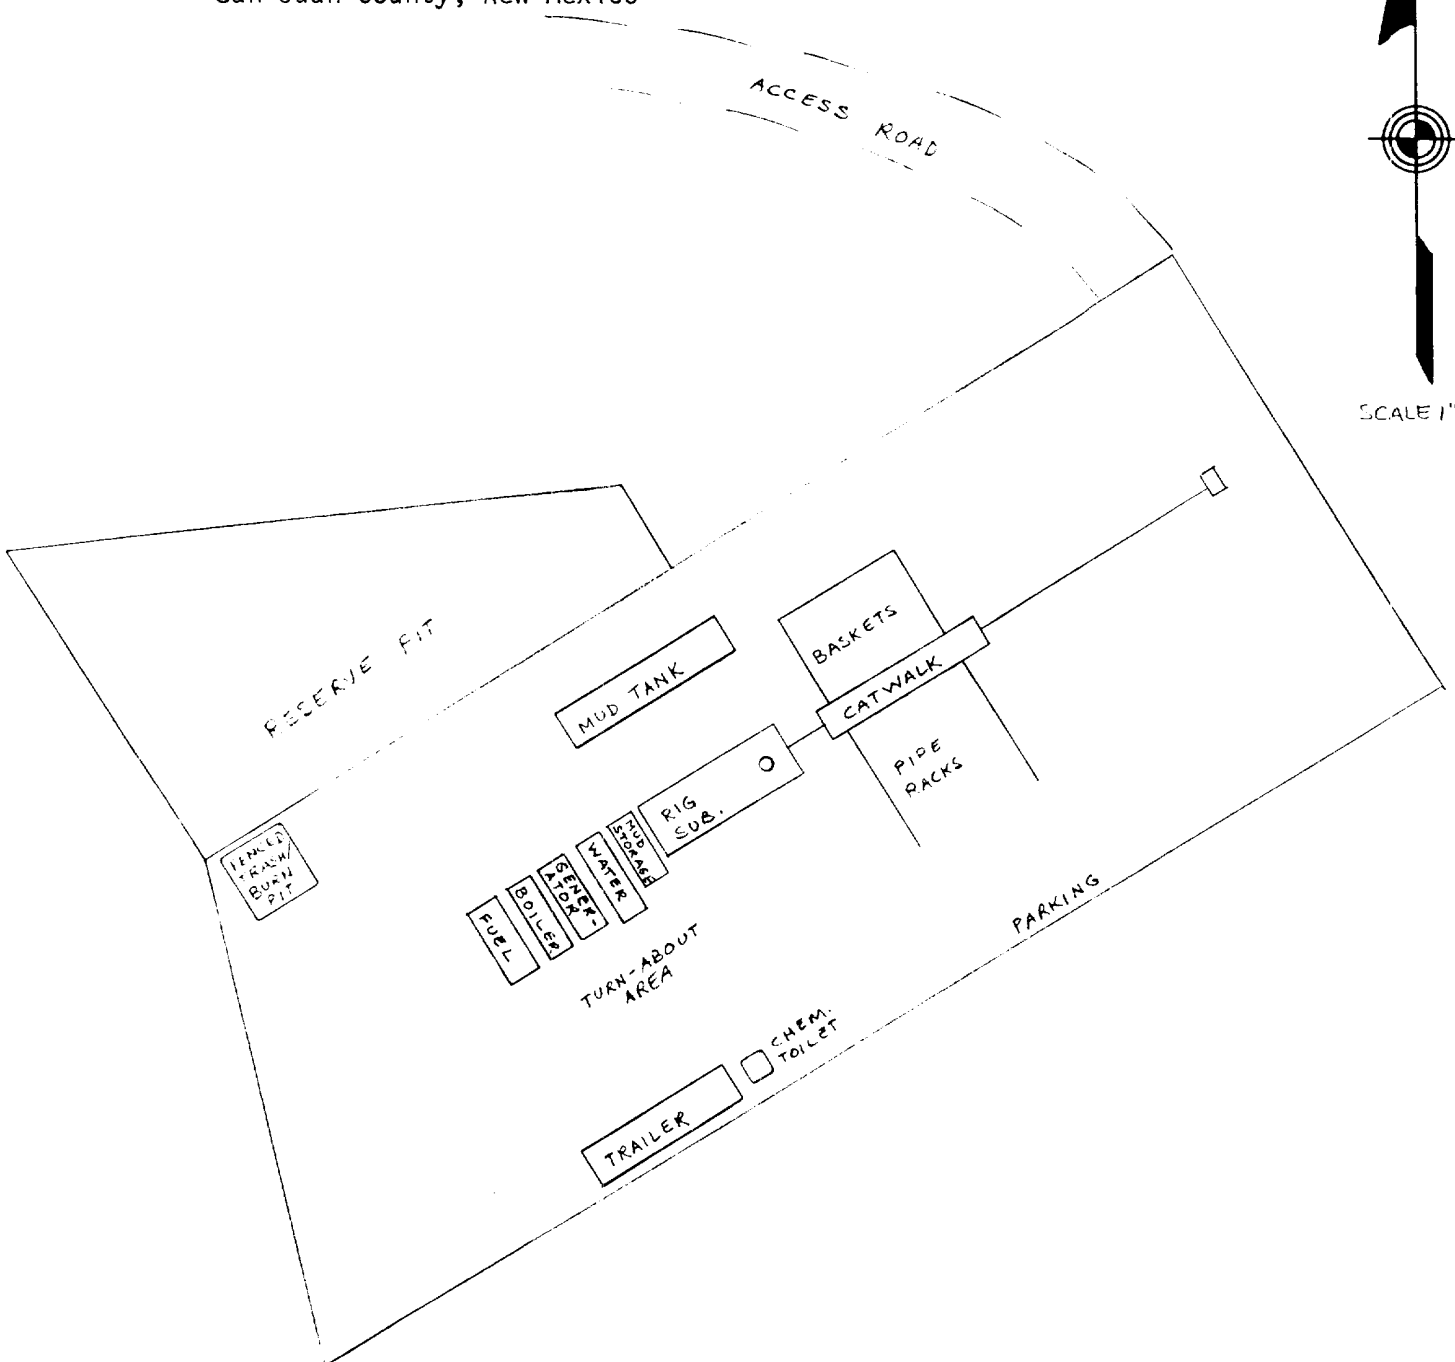 San Juan County, New Mexico
ACCESS ROAD
SCALE 1"
RESERVE PIT
BASKETS
MUD TANK
CATWALK
PIPE
RACKS
RIG
SUB.
MUD
STORAGE
WATER
GENER-
ATOR
BOILER
FUEL
FENCED
TRASH/
BURN
PIT
TURN-ABOUT
AREA
PARKING
CHEM.
TOILET
TRAILER